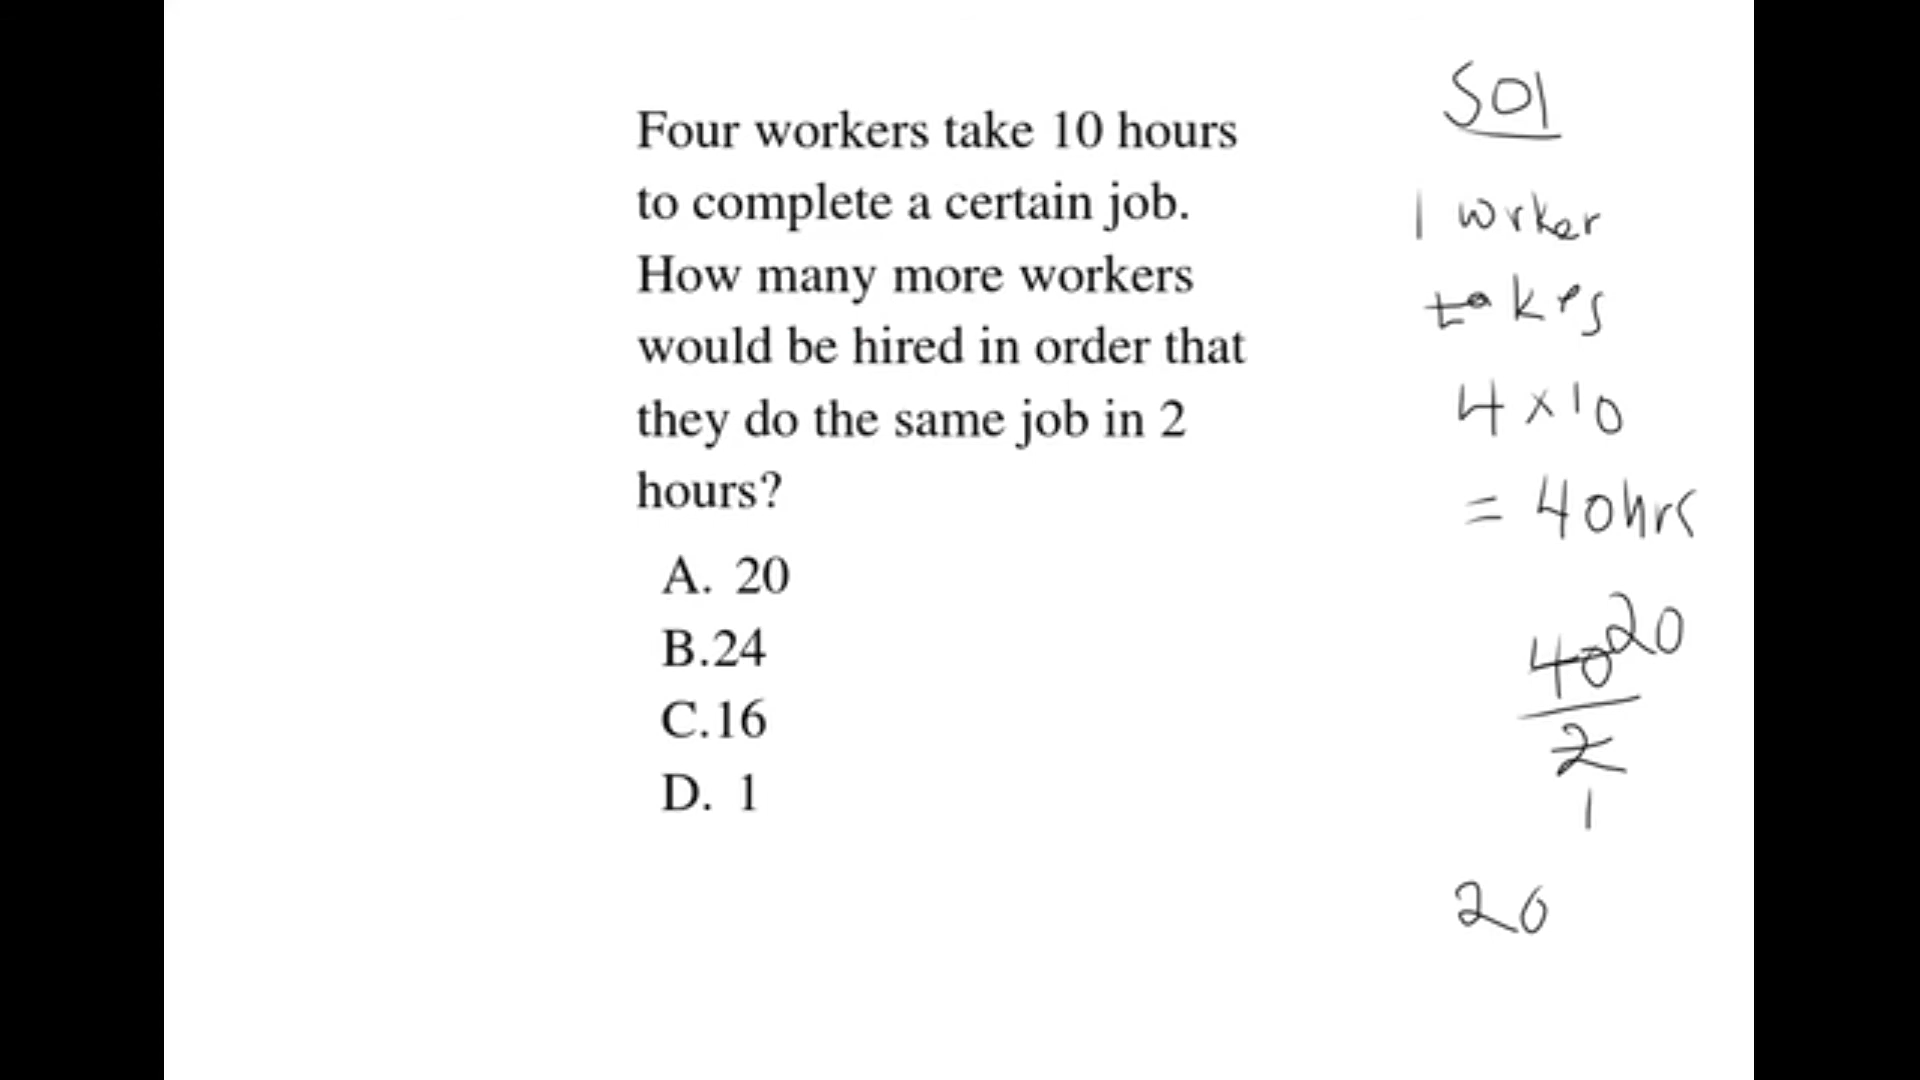 Four workers take 10 hours
to complete a certain job.
How many more workers
would be hired in order that
they do the same job in 2
hours?
A. 20
B.24
C.16
D. 1
Sol
1 wrker
takes
4 × 10
= 40hrs
40 20
2
1
20